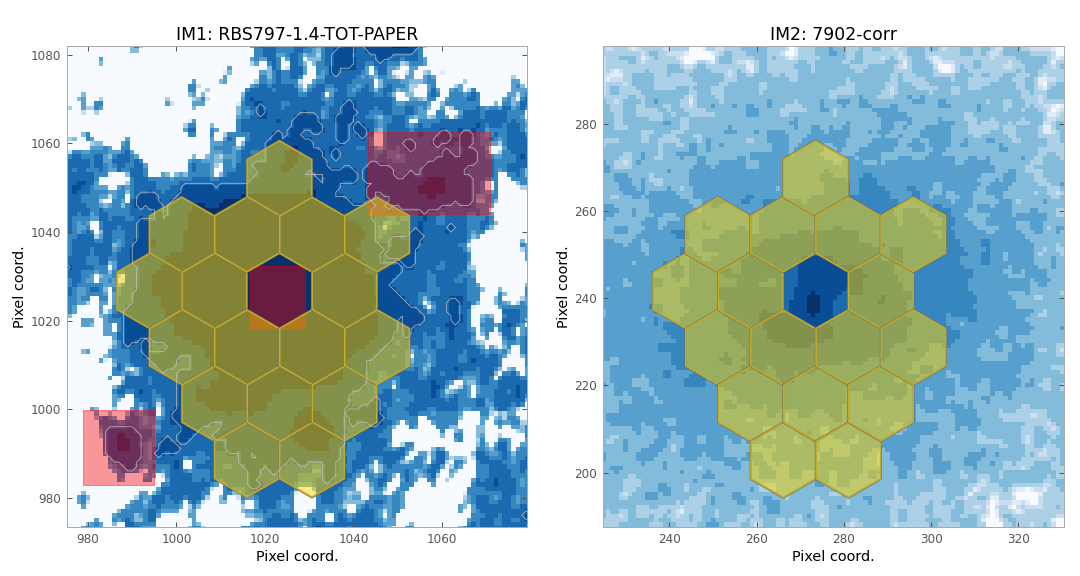 IM1: RBS797-1.4-TOT-PAPER
IM2: 7902-corr
1080
1060
1040
1020
1000
980
280
260
240
220
200
980 1000 1020 1040 1060
240 260 280 300 320
Pixel coord.
Pixel coord.
Pixel coord.
Pixel coord.